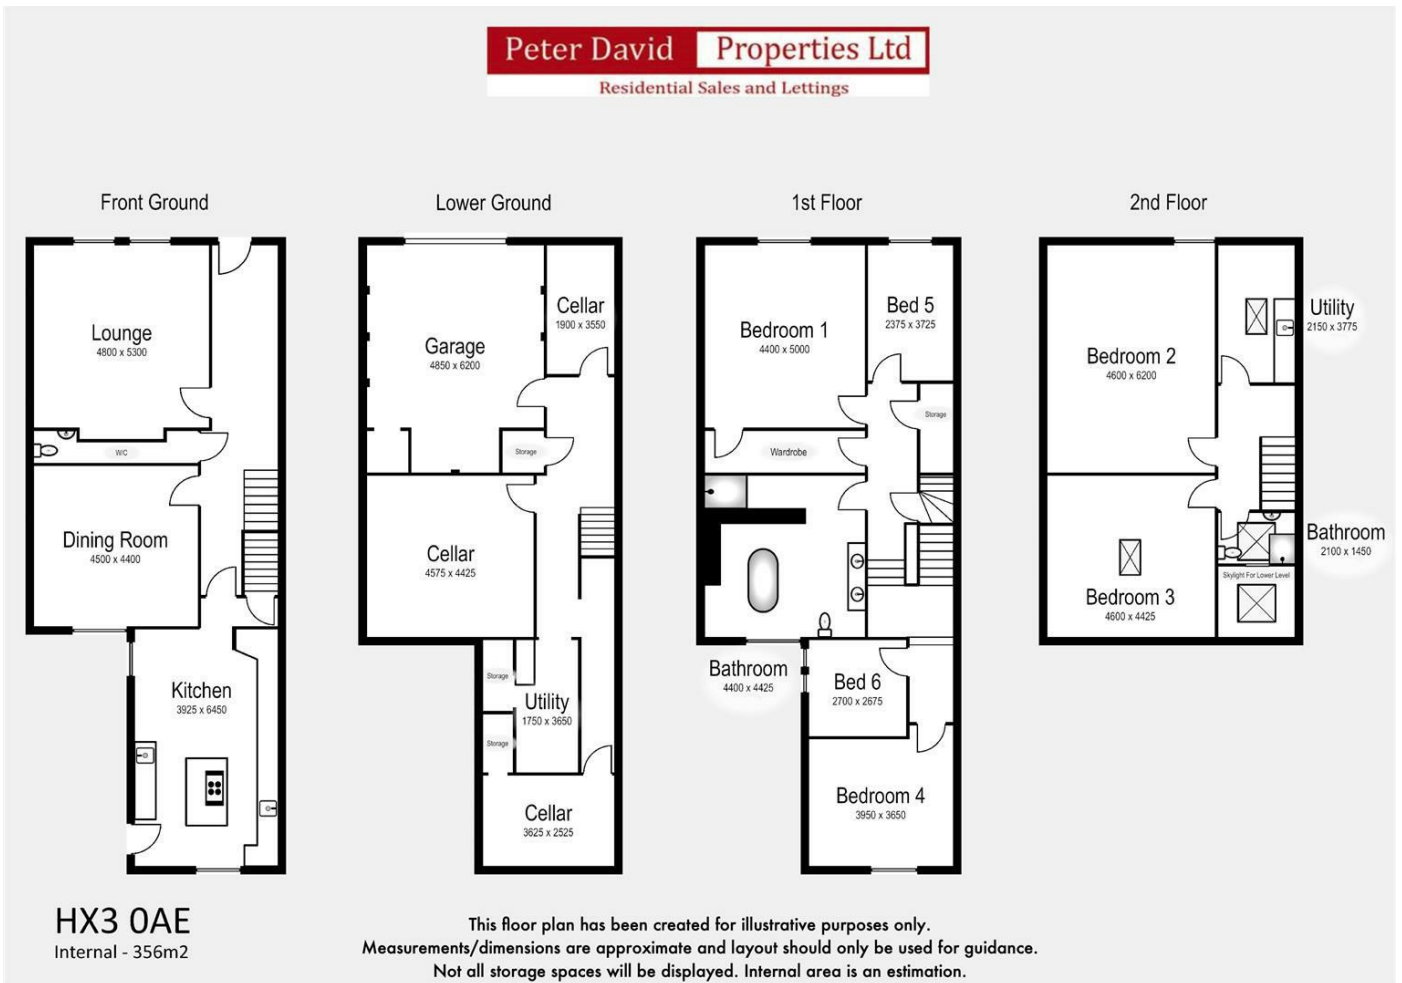 Peter David Properties Ltd
Residential Sales and Lettings
Front Ground
Lounge
4800 x 5300
W/C
Dining Room
4500 x 4400
Kitchen
3925 x 6450
Lower Ground
Cellar
1900 x 3550
Garage
4850 x 6200
Storage
Cellar
4575 x 4425
Storage
Utility
1750 x 3650
Storage
Cellar
3625 x 2525
1st Floor
Bed 5
2375 x 3725
Bedroom 1
4400 x 5000
Storage
Wardrobe
Bathroom
4400 x 4425
Bed 6
2700 x 2675
Bedroom 4
3950 x 3650
2nd Floor
Utility
2150 x 3775
Bedroom 2
4600 x 6200
Bathroom
2100 x 1450
Skylight For Lower Level
Bedroom 3
4600 x 4425
HX3 0AE
Internal - 356m2
This floor plan has been created for illustrative purposes only.
Measurements/dimensions are approximate and layout should only be used for guidance.
Not all storage spaces will be displayed. Internal area is an estimation.